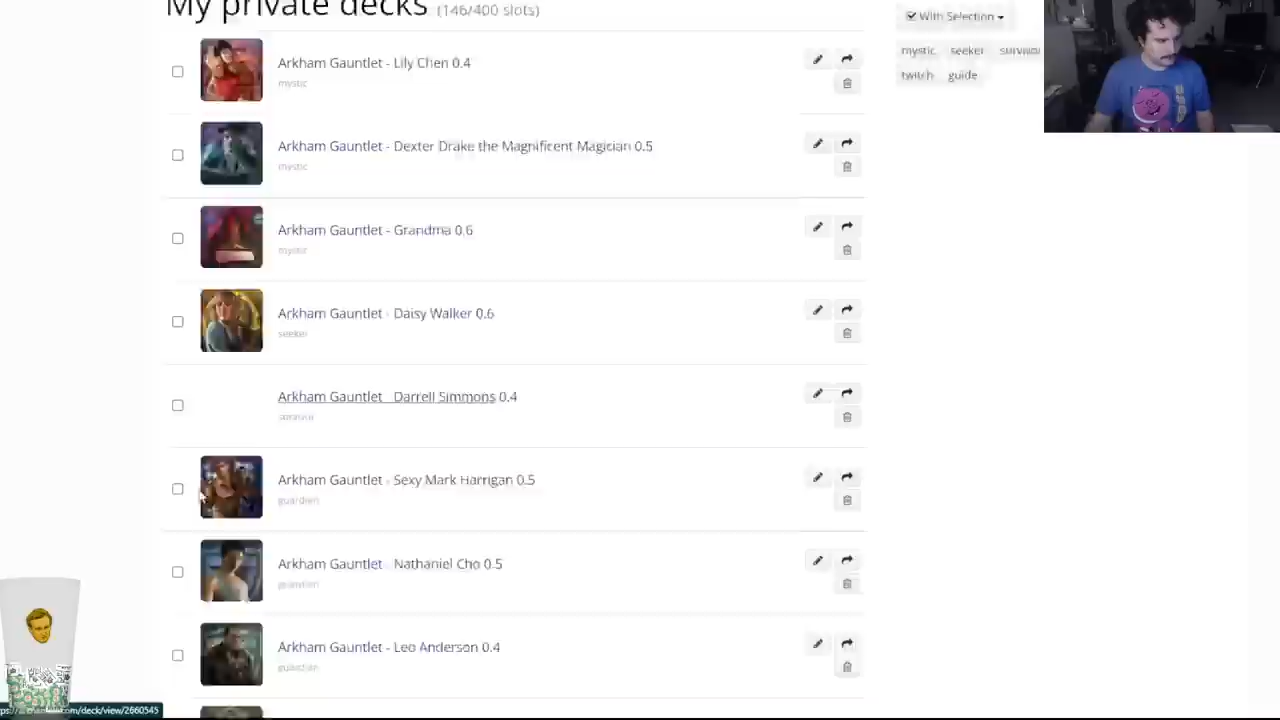 My private decks (146/400 slots)
With Selection
mystic seeker survivor
twitch guide
Arkham Gauntlet - Lily Chen 0.4
mystic
Arkham Gauntlet - Dexter Drake the Magnificent Magician 0.5
mystic
Arkham Gauntlet - Grandma 0.6
mystic
Arkham Gauntlet - Daisy Walker 0.6
seeker
Arkham Gauntlet - Darrell Simmons 0.4
survivor
Arkham Gauntlet - Sexy Mark Harrigan 0.5
guardian
Arkham Gauntlet - Nathaniel Cho 0.5
guardian
Arkham Gauntlet - Leo Anderson 0.4
guardian